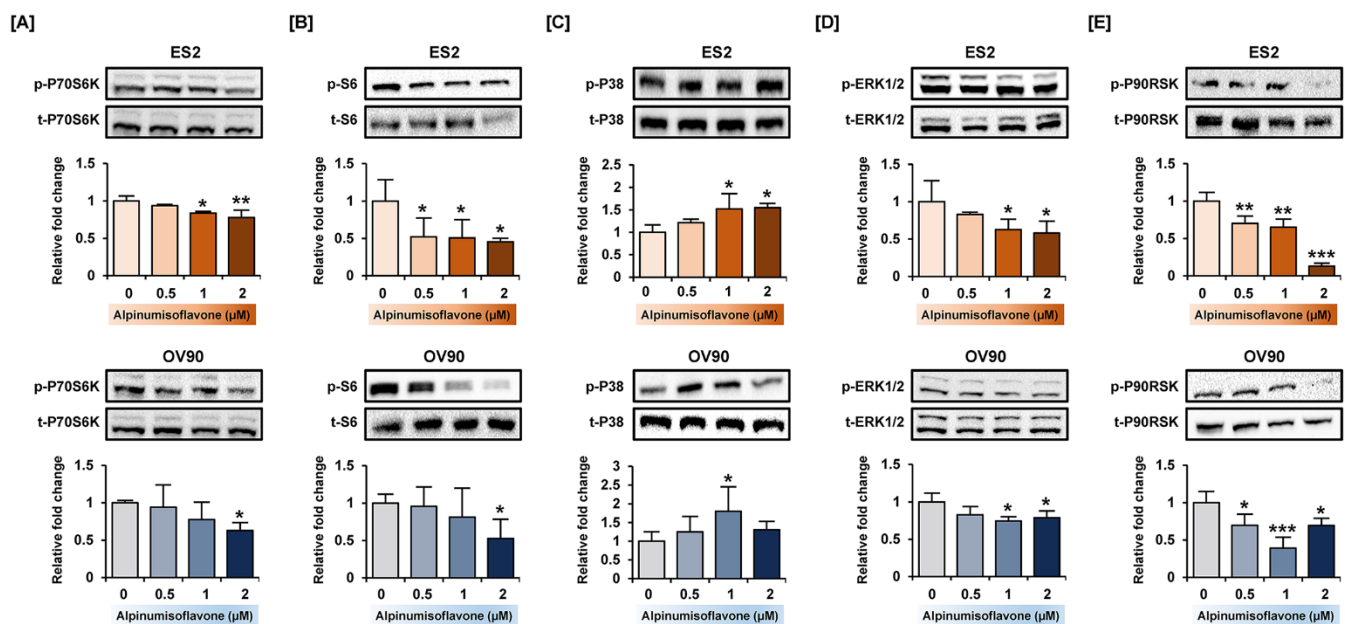 [A]
ES2
p-P70S6K
t-P70S6K
Relative fold change
1.5
1
0.5
0
*
**
0 0.5 1 2
Alpinumisoflavone (µM)
OV90
p-P70S6K
t-P70S6K
Relative fold change
1.5
1
0.5
0
*
0 0.5 1 2
Alpinumisoflavone (µM)
[B]
ES2
p-S6
t-S6
Relative fold change
1.5
1
0.5
0
*
*
*
0 0.5 1 2
Alpinumisoflavone (µM)
OV90
p-S6
t-S6
Relative fold change
1.5
1
0.5
0
*
0 0.5 1 2
Alpinumisoflavone (µM)
[C]
ES2
p-P38
t-P38
Relative fold change
2
1.5
1
0.5
0
*
*
0 0.5 1 2
Alpinumisoflavone (µM)
OV90
p-P38
t-P38
Relative fold change
3
2.5
2
1.5
1
0.5
0
*
0 0.5 1 2
Alpinumisoflavone (µM)
[D]
ES2
p-ERK1/2
t-ERK1/2
Relative fold change
1.5
1
0.5
0
*
*
0 0.5 1 2
Alpinumisoflavone (µM)
OV90
p-ERK1/2
t-ERK1/2
Relative fold change
1.5
1
0.5
0
*
*
0 0.5 1 2
Alpinumisoflavone (µM)
[E]
ES2
p-P90RSK
t-P90RSK
Relative fold change
1.5
1
0.5
0
**
**
***
0 0.5 1 2
Alpinumisoflavone (µM)
OV90
p-P90RSK
t-P90RSK
Relative fold change
1.5
1
0.5
0
*
***
*
0 0.5 1 2
Alpinumisoflavone (µM)